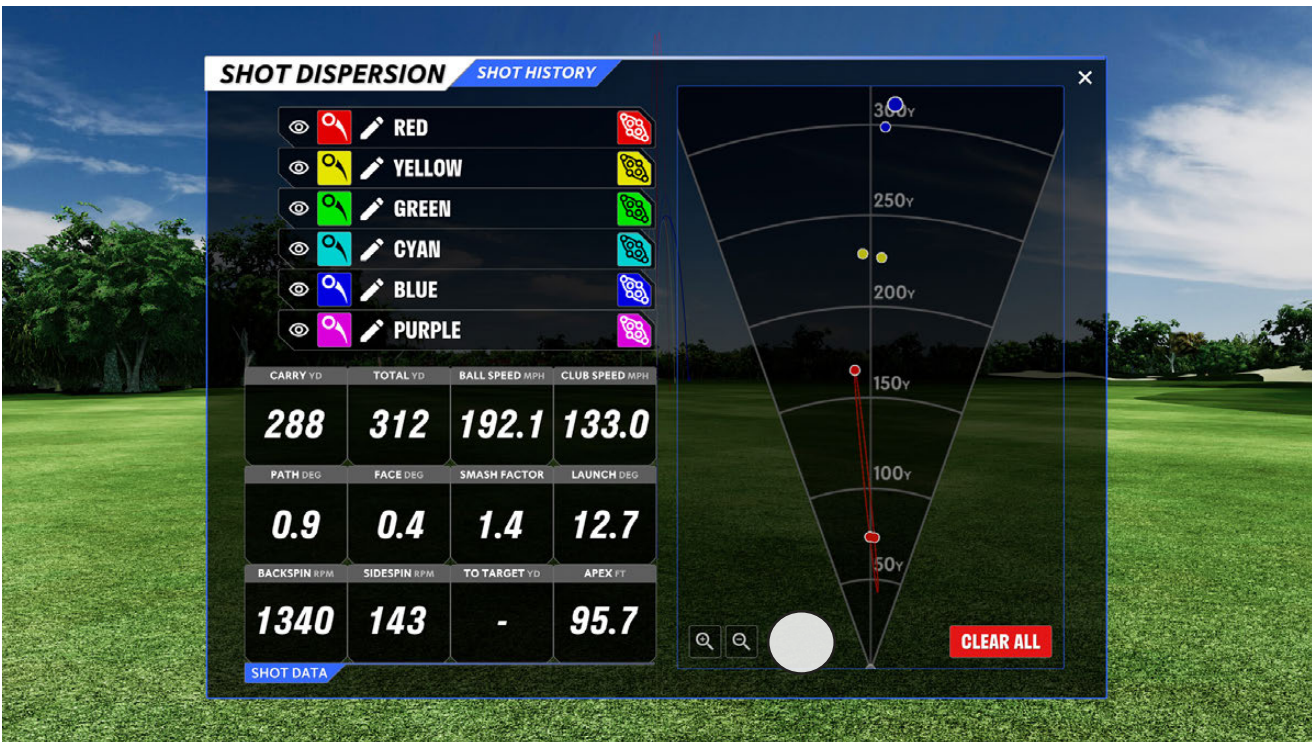 SHOT DISPERSION SHOT HISTORY
RED
YELLOW
GREEN
CYAN
BLUE
PURPLE
CARRY YD TOTAL YD BALL SPEED MPH CLUB SPEED MPH
288 312 192.1 133.0
PATH DEG FACE DEG SMASH FACTOR LAUNCH DEG
0.9 0.4 1.4 12.7
BACKSPIN RPM SIDESPIN RPM TO TARGET YD APEX FT
1340 143 - 95.7
SHOT DATA
300Y
250Y
200Y
150Y
100Y
50Y
CLEAR ALL